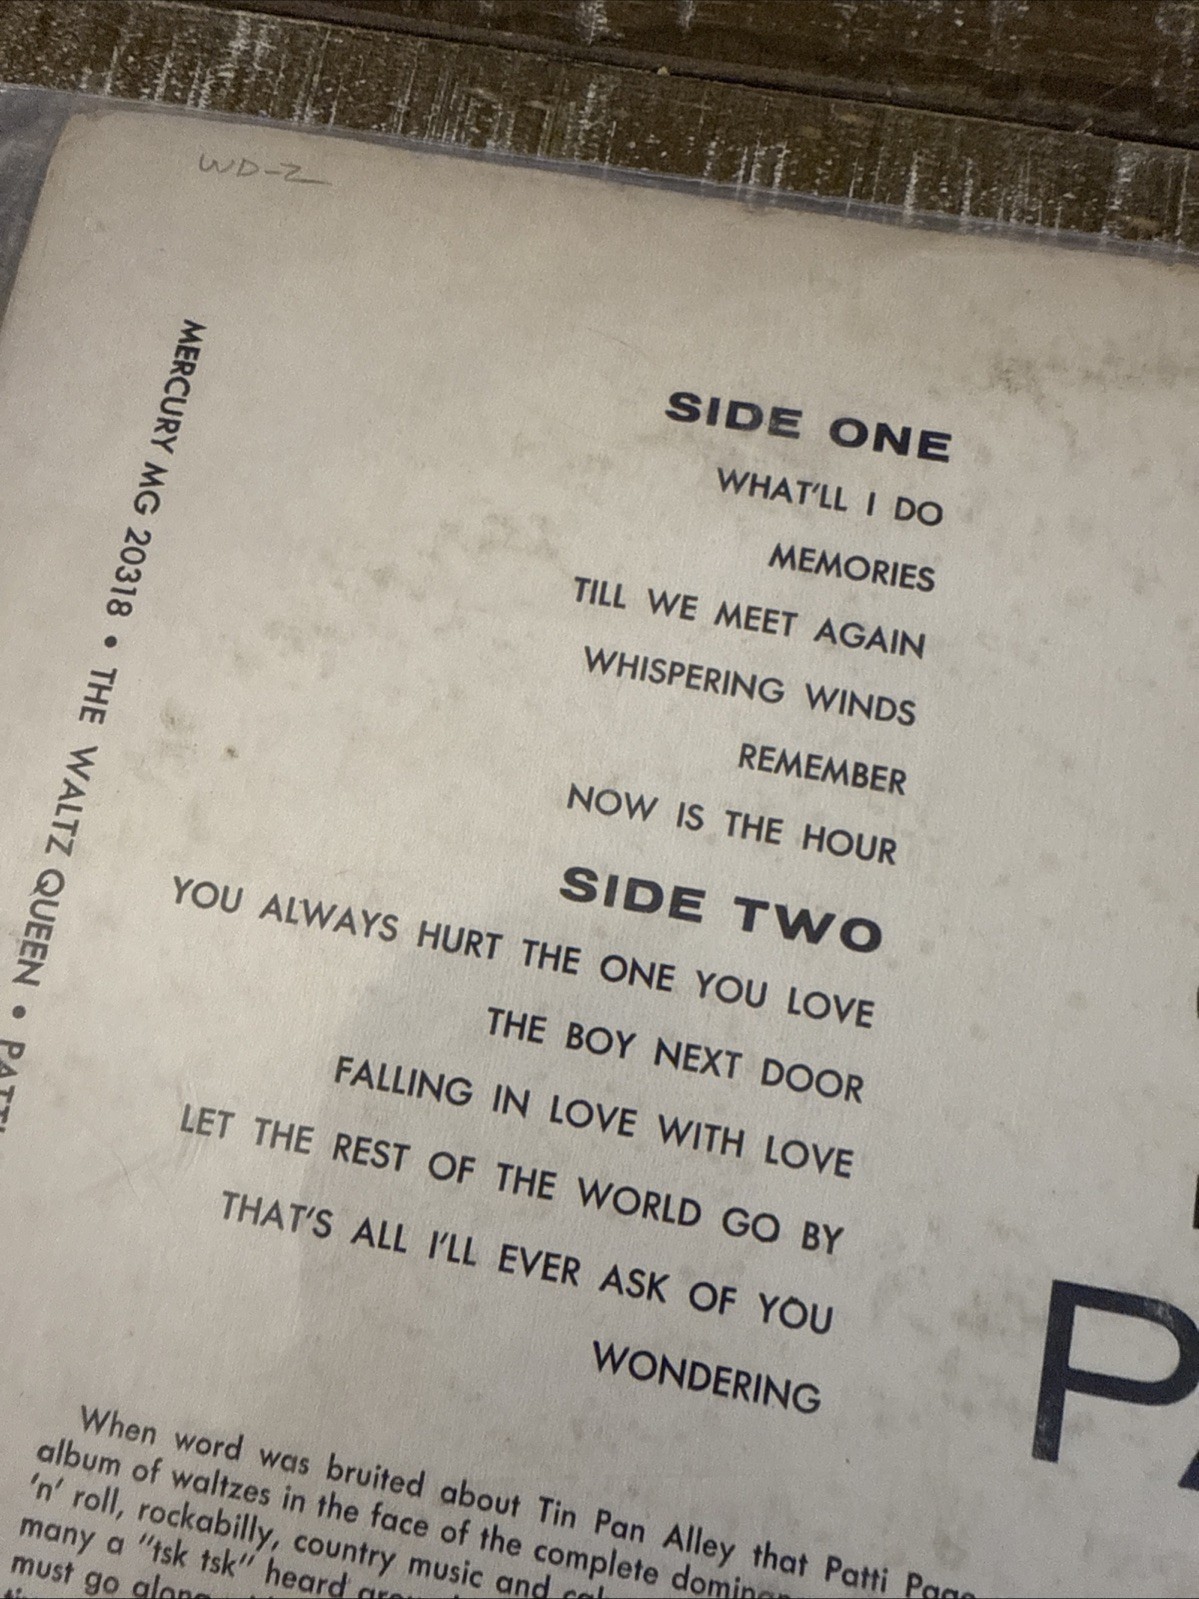 WD-2
MERCURY MG 20318 • THE WALTZ QUEEN • PATTI
SIDE ONE
WHAT'LL I DO
MEMORIES
TILL WE MEET AGAIN
WHISPERING WINDS
REMEMBER
NOW IS THE HOUR
SIDE TWO
YOU ALWAYS HURT THE ONE YOU LOVE
THE BOY NEXT DOOR
FALLING IN LOVE WITH LOVE
LET THE REST OF THE WORLD GO BY
THAT'S ALL I'LL EVER ASK OF YOU
WONDERING
P
When word was bruited about Tin Pan Alley that Patti Page
album of waltzes in the face of the complete
'n' roll, rockabilly, country music and
many a "tsk tsk" heard
must go